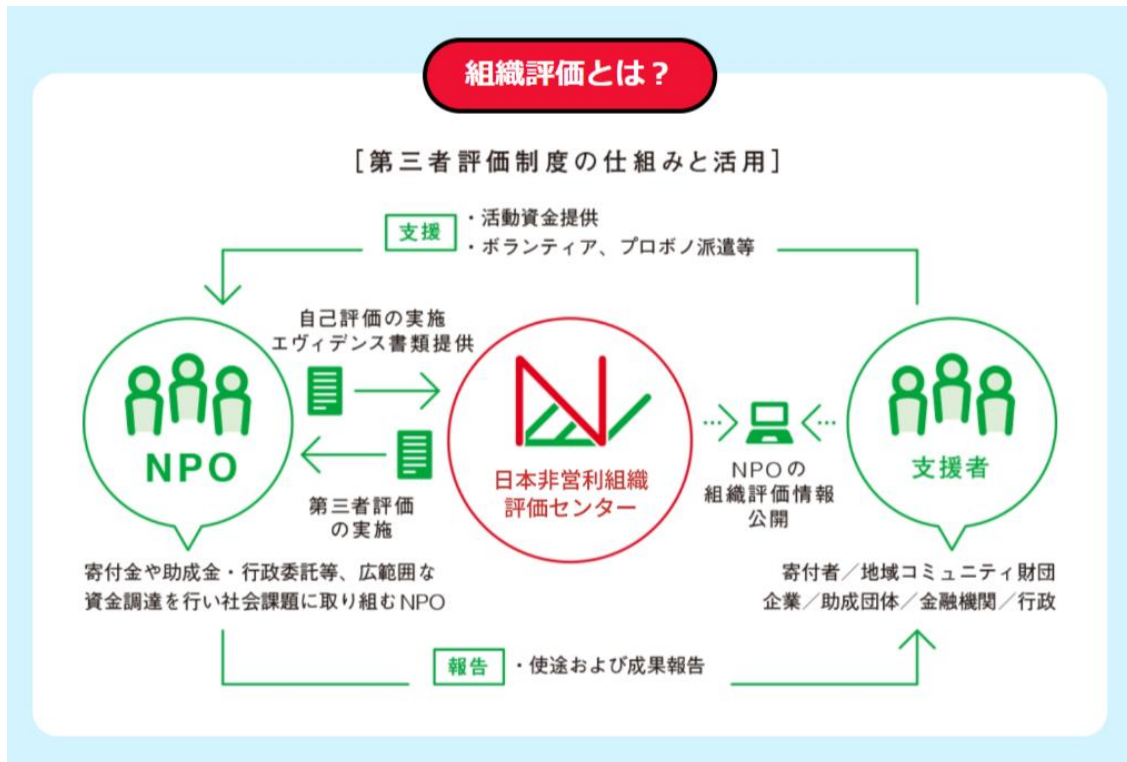 組織評価とは？
［第三者評価制度の仕組みと活用］
支援
・活動資金提供
・ボランティア、プロボノ派遣等
自己評価の実施
エヴィデンス書類提供
NPO
第三者評価
の実施
日本非営利組織
評価センター
NPOの
組織評価情報
公開
支援者
寄付金や助成金・行政委託等、広範囲な
資金調達を行い社会課題に取り組むNPO
寄付者／地域コミュニティ財団
企業／助成団体／金融機関／行政
報告
・使途および成果報告